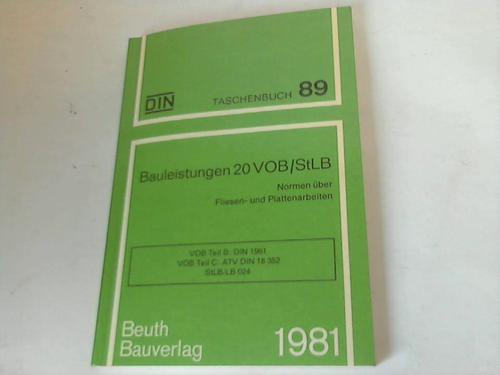 DIN
TASCHENBUCH 89
Bauleistungen 20 VOB/StLB
Normen über
Fliesen- und Plattenarbeiten
VOB Teil B: DIN 1961
VOB Teil C: ATV DIN 18 352
StLB-LB 024
Beuth
Bauverlag
1981